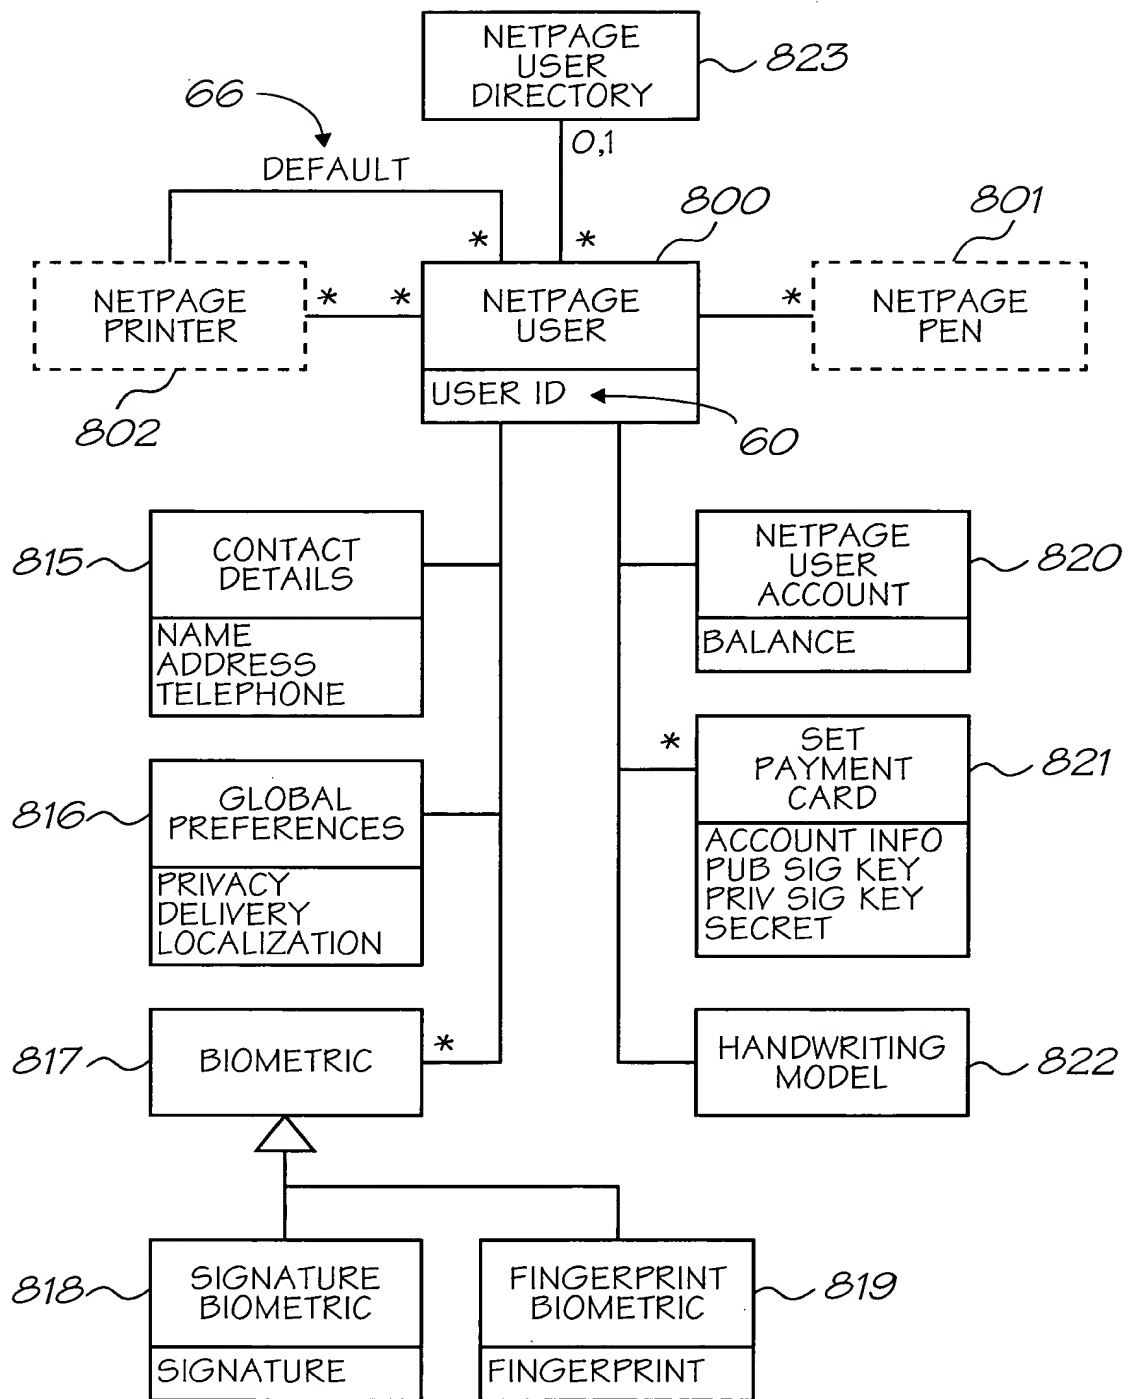 NETPAGE
USER
DIRECTORY
823
66
0,1
DEFAULT
800
801
*
*
NETPAGE
PRINTER
*
*
NETPAGE
USER
*
NETPAGE
PEN
802
USER ID
60
815
CONTACT
DETAILS
NAME
ADDRESS
TELEPHONE
NETPAGE
USER
ACCOUNT
820
BALANCE
816
GLOBAL
PREFERENCES
PRIVACY
DELIVERY
LOCALIZATION
*
SET
PAYMENT
CARD
821
ACCOUNT INFO
PUB SIG KEY
PRIV SIG KEY
SECRET
817
BIOMETRIC
*
HANDWRITING
MODEL
822
818
SIGNATURE
BIOMETRIC
SIGNATURE
FINGERPRINT
BIOMETRIC
819
FINGERPRINT